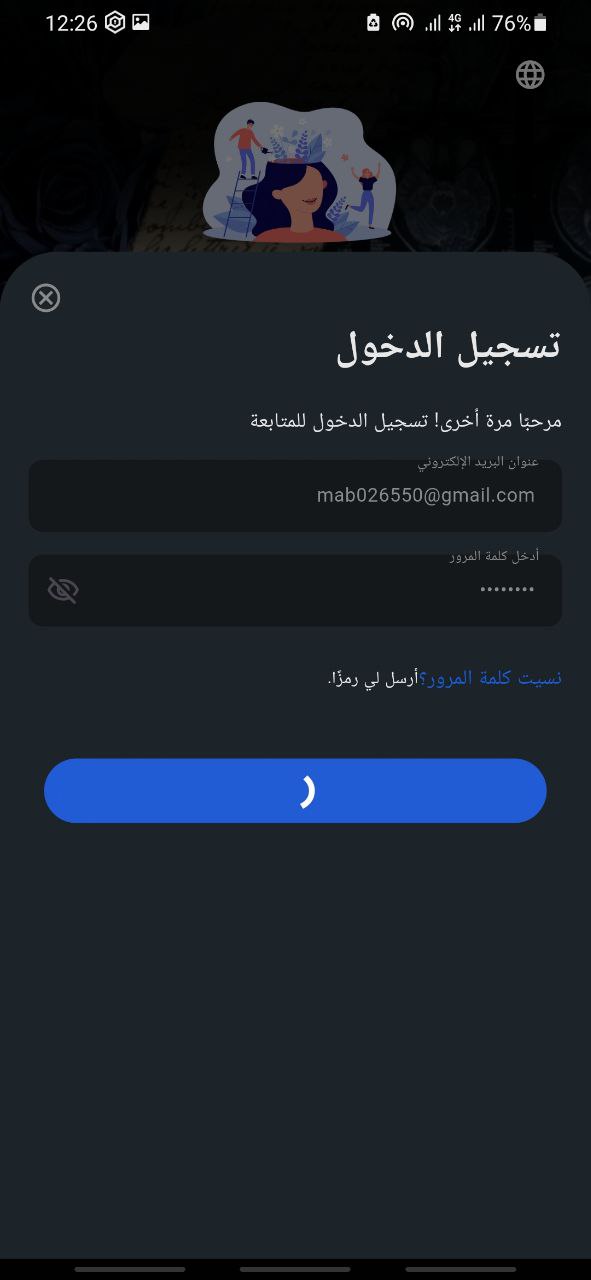 12:26
4G
76%
تسجيل الدخول
مرحبًا مرة أخرى! تسجيل الدخول للمتابعة
عنوان البريد الإلكتروني
mab026550@gmail.com
أدخل كلمة المرور
••••••••
نسيت كلمة المرور؟أرسل لي رمزًا.